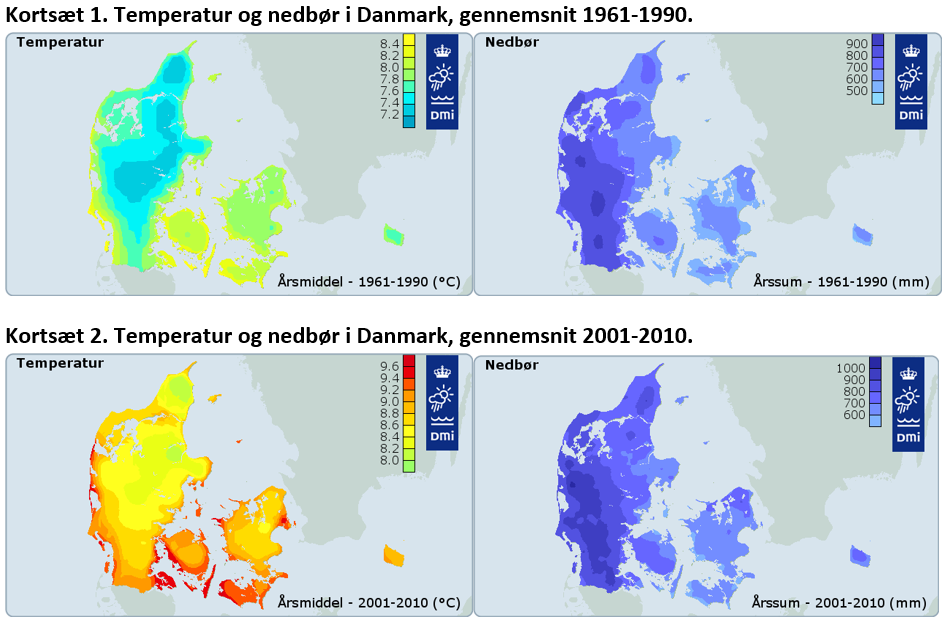 Kortsæt 1. Temperatur og nedbør i Danmark, gennemsnit 1961-1990.
Temperatur
8.4
8.2
8.0
7.8
7.6
7.4
7.2
DMi
Årsmiddel - 1961-1990 (°C)
Nedbør
900
800
700
600
500
DMi
Årssum - 1961-1990 (mm)
Kortsæt 2. Temperatur og nedbør i Danmark, gennemsnit 2001-2010.
Temperatur
9.6
9.4
9.2
9.0
8.8
8.6
8.4
8.2
8.0
DMi
Årsmiddel - 2001-2010 (°C)
Nedbør
1000
900
800
700
600
DMi
Årssum - 2001-2010 (mm)